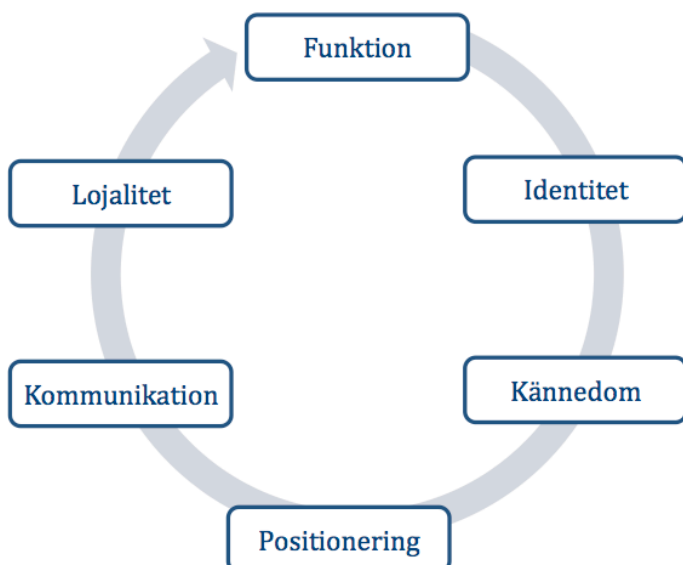 Funktion
Identitet
Kännedom
Positionering
Kommunikation
Lojalitet